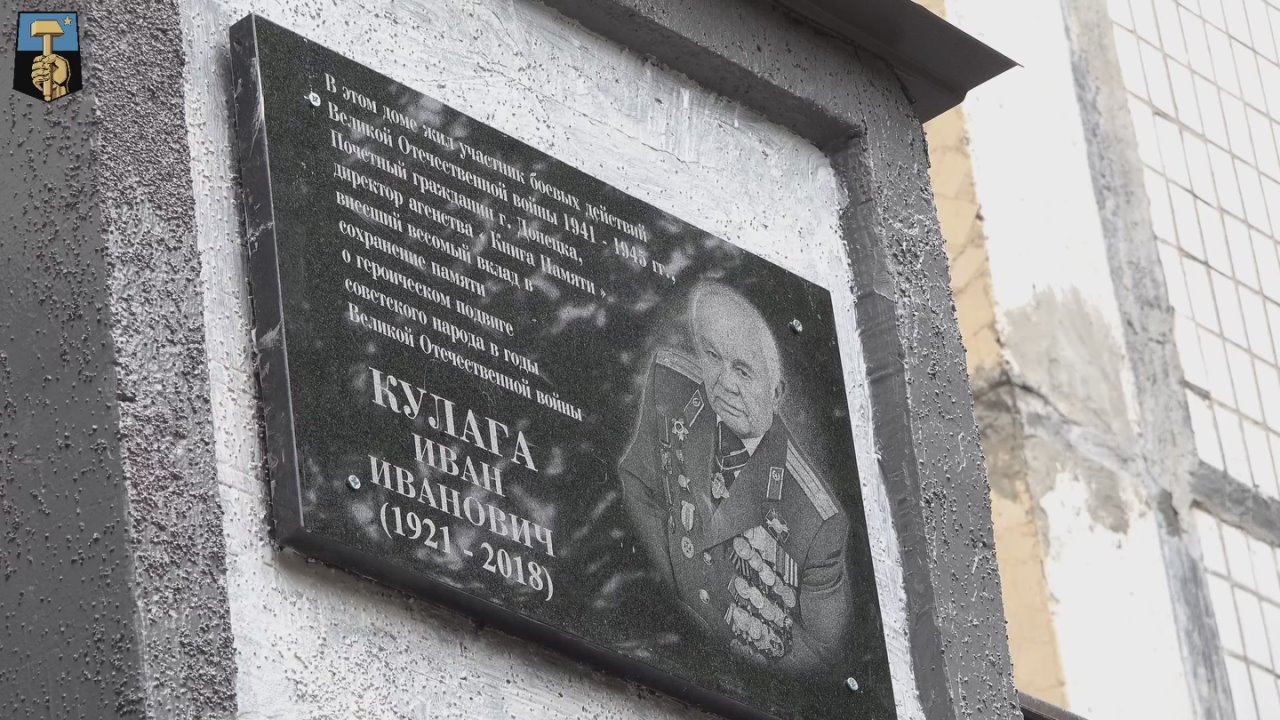 В этом доме жил участник боевых действий
Великой Отечественной войны 1941 - 1945 гг.,
Почетный гражданин г. Донецка,
директор агенства « Книга Памяти »,
внесший весомый вклад в
сохранение памяти
о героическом подвиге
советского народа в годы
Великой Отечественной войны
КУЛАГА
ИВАН
ИВАНОВИЧ
(1921 - 2018)